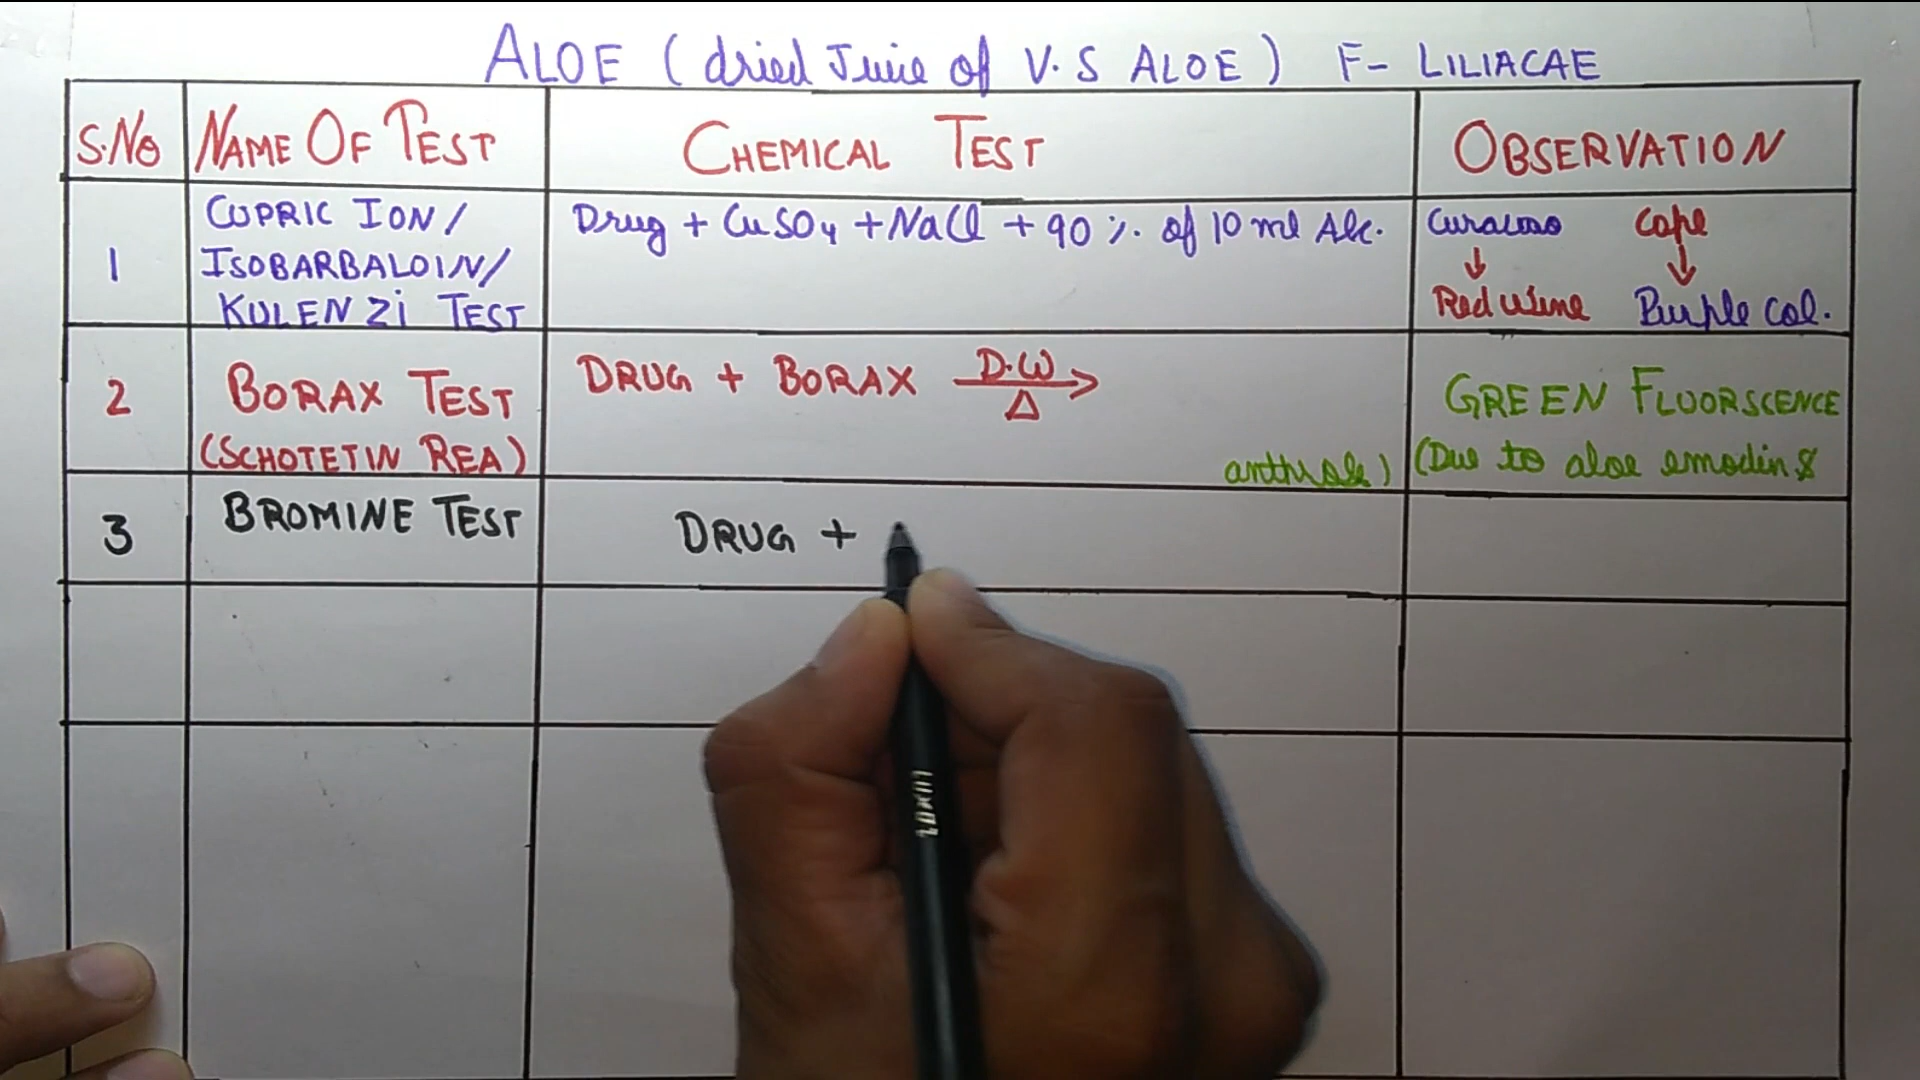 ALOE (dried Juice of V.S ALOE) F- LILIACAE
S.No NAME OF TEST CHEMICAL TEST OBSERVATION
1
CUPRIC ION/
ISOBARBALOIN/
KULENZi TEST
Drug + CuSO4 + NaCl + 90 %. of 10 ml Alc.
Curacoso Cape
↓ ↓
Red Wine Purple Col.
2
BORAX TEST
(SCHOTETIN REA)
DRUG + BORAX D.W
Δ
GREEN FLUORSCENCE
(Due to aloe emodin &
anthrole)
3
BROMINE TEST
DRUG +
LUXOR